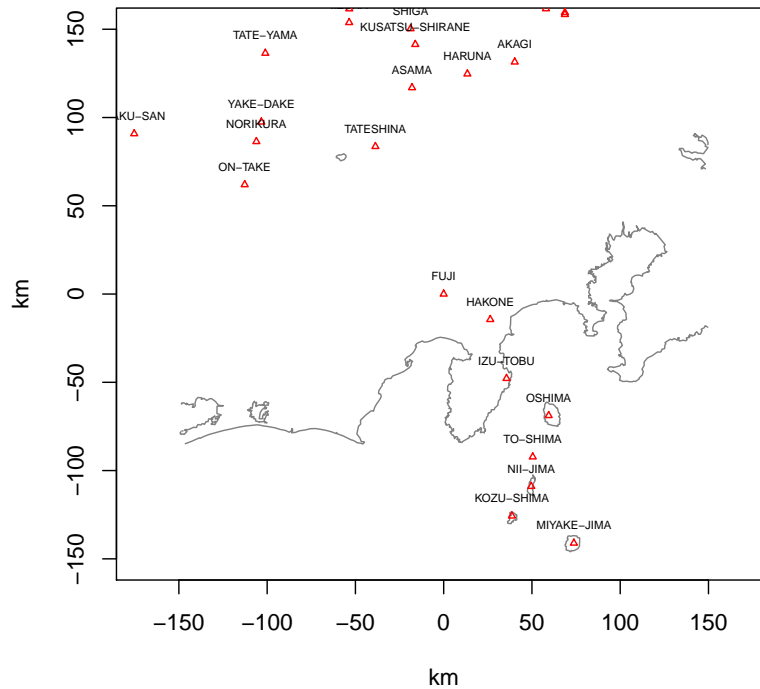 SHIGA
KUSATSU−SHIRANE
TATE−YAMA
AKAGI
HARUNA
ASAMA
YAKE−DAKE
AKU−SAN
NORIKURA
TATESHINA
ON−TAKE
FUJI
HAKONE
IZU−TOBU
OSHIMA
TO−SHIMA
NII−JIMA
KOZU−SHIMA
MIYAKE−JIMA
150
100
50
0
−50
−100
−150
km
−150
−100
−50
0
50
100
150
km